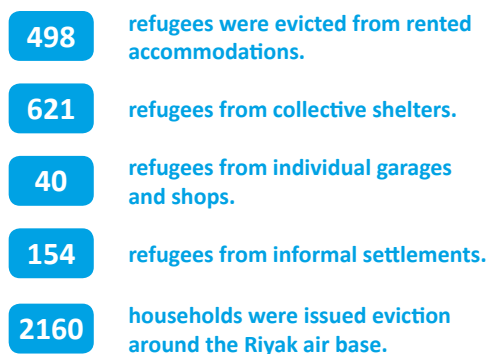 498
refugees were evicted from rented
accommodations.
621
refugees from collective shelters.
40
refugees from individual garages
and shops.
154
refugees from informal settlements.
2160
households were issued eviction
around the Riyak air base.